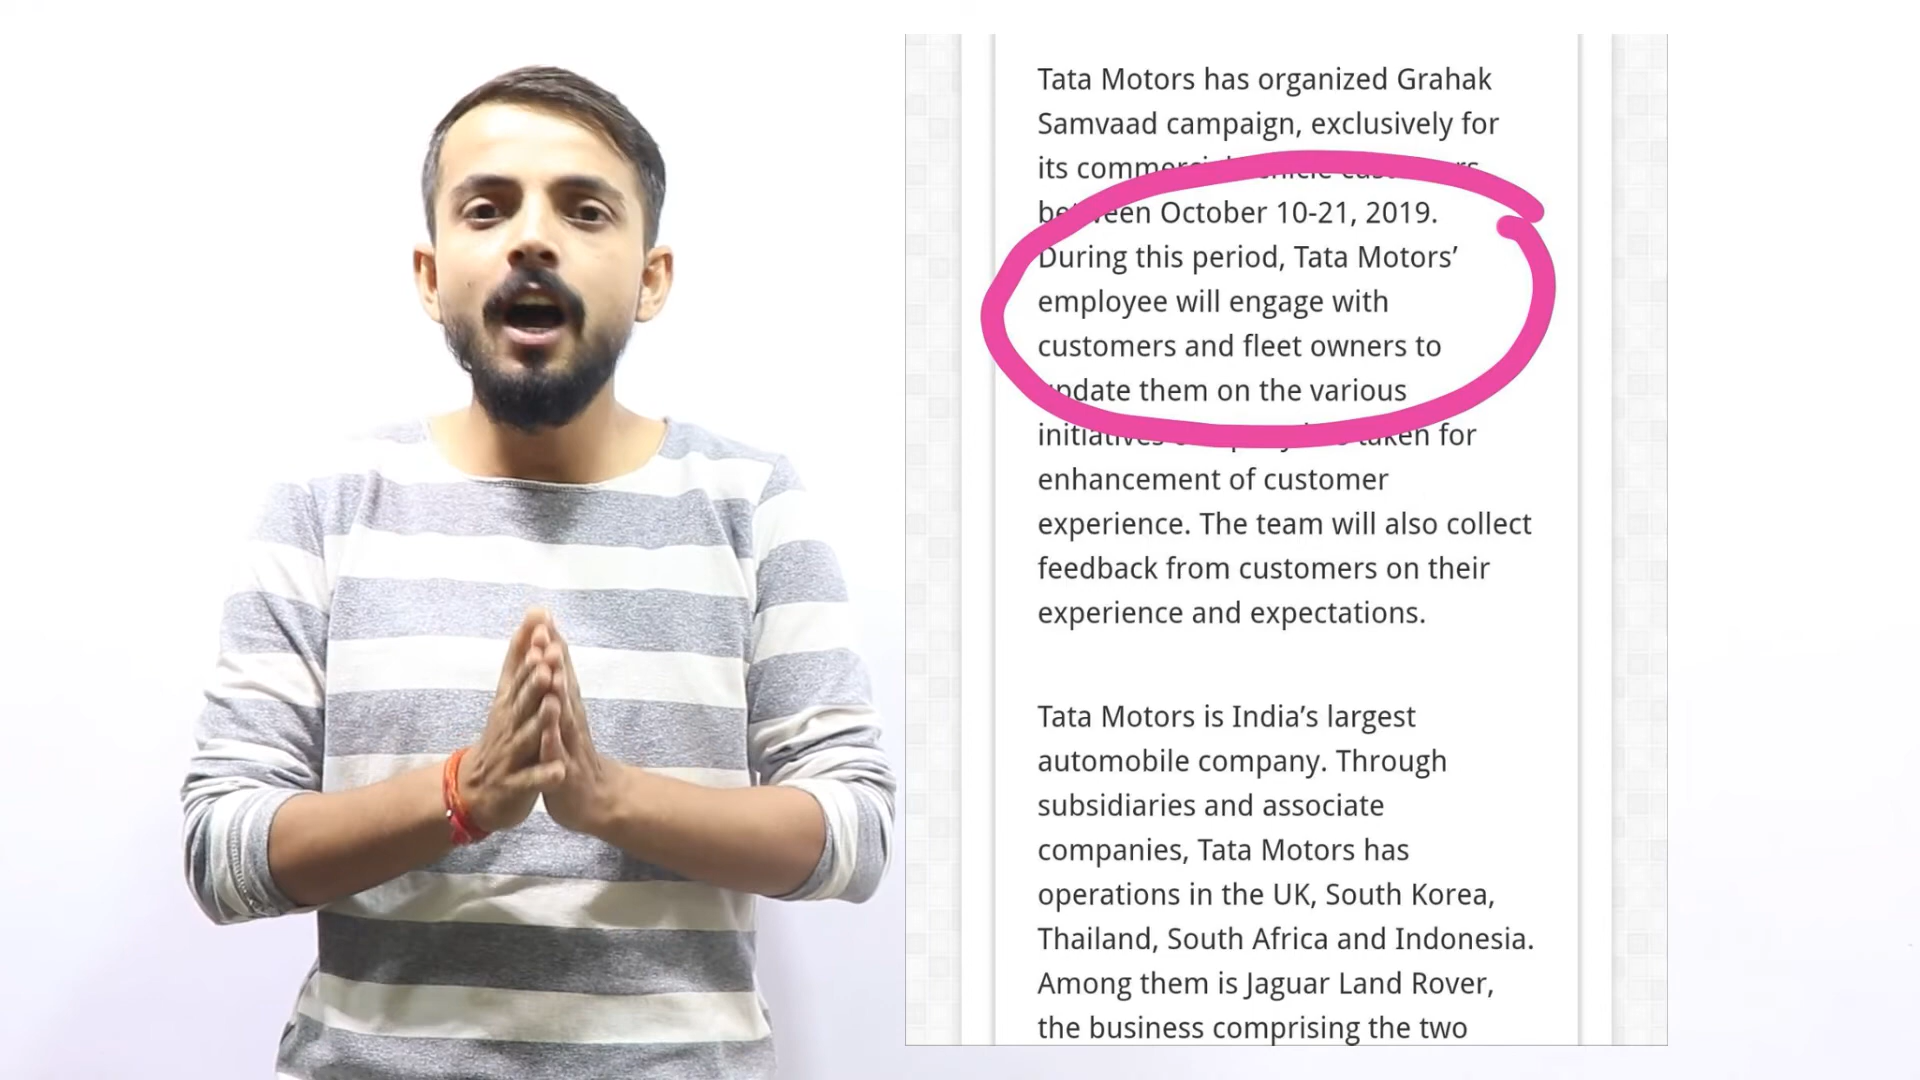 Tata Motors has organized Grahak
Samvaad campaign, exclusively for
its
between October 10-21, 2019.
During this period, Tata Motors’
employee will engage with
customers and fleet owners to
update them on the various
taken for
enhancement of customer
experience. The team will also collect
feedback from customers on their
experience and expectations.
Tata Motors is India’s largest
automobile company. Through
subsidiaries and associate
companies, Tata Motors has
operations in the UK, South Korea,
Thailand, South Africa and Indonesia.
Among them is Jaguar Land Rover,
the business comprising the two